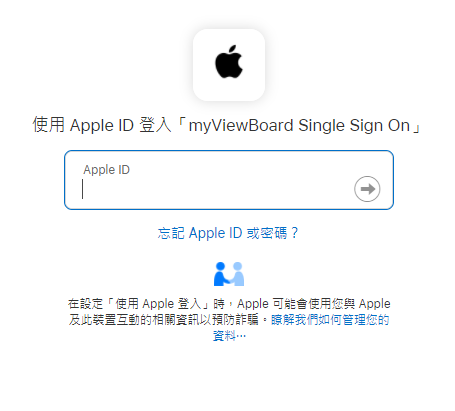 使用 Apple ID 登入「myViewBoard Single Sign On」
Apple ID
忘記 Apple ID 或密碼？
在設定「使用 Apple 登入」時，Apple 可能會使用您與 Apple
及此裝置互動的相關資訊以預防詐騙。瞭解我們如何管理您的
資料⋯